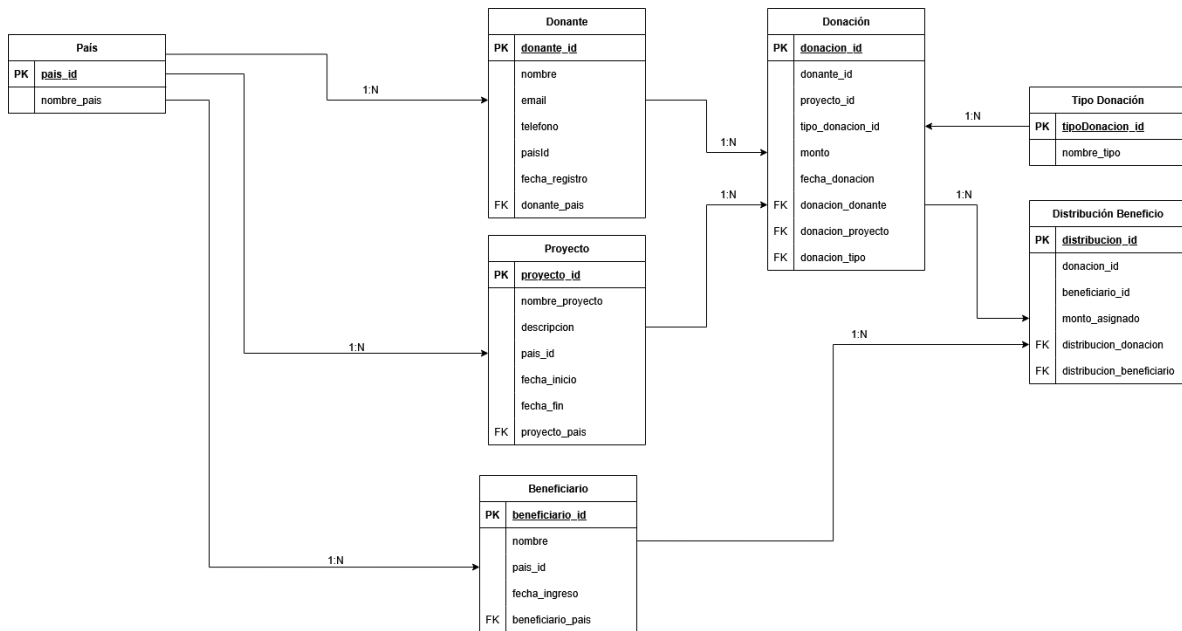 País
PK pais_id
nombre_pais
1:N
1:N
1:N
Donante
PK donante_id
nombre
email
telefono
paisId
fecha_registro
FK donante_pais
1:N
Proyecto
PK proyecto_id
nombre_proyecto
descripcion
pais_id
fecha_inicio
fecha_fin
FK proyecto_pais
1:N
Beneficiario
PK beneficiario_id
nombre
pais_id
fecha_ingreso
FK beneficiario_pais
1:N
Donación
PK donacion_id
donante_id
proyecto_id
tipo_donacion_id
monto
fecha_donacion
FK donacion_donante
FK donacion_proyecto
FK donacion_tipo
1:N
1:N
Tipo Donación
PK tipoDonacion_id
nombre_tipo
Distribución Beneficio
PK distribucion_id
donacion_id
beneficiario_id
monto_asignado
FK distribucion_donacion
FK distribucion_beneficiario